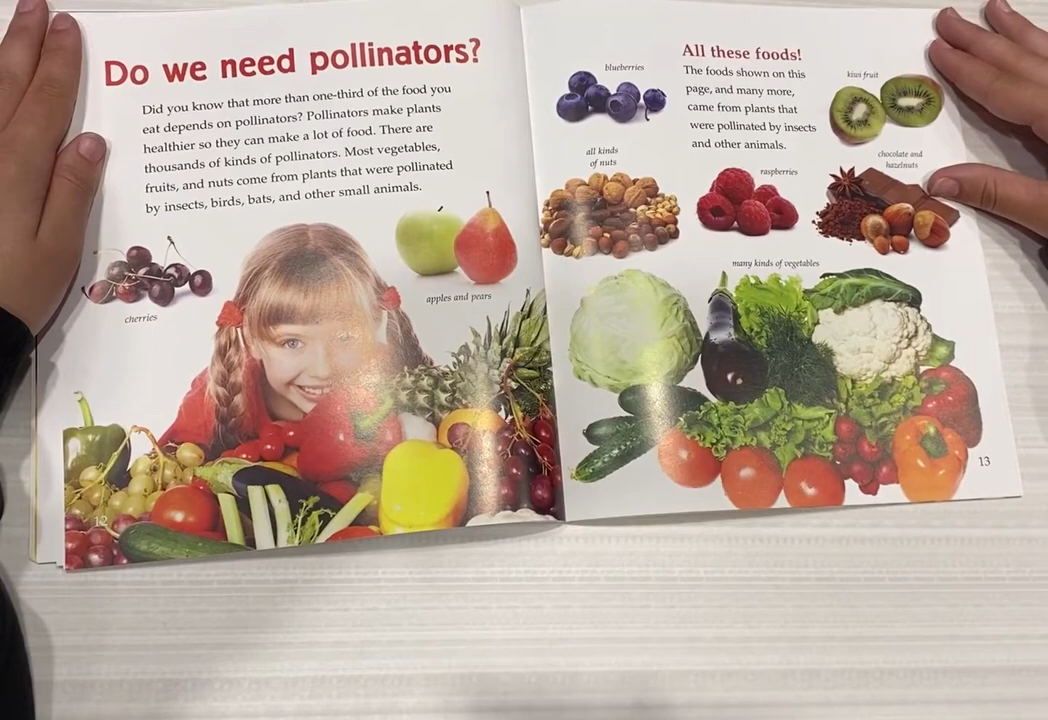 Do we need pollinators?
Did you know that more than one-third of the food you
eat depends on pollinators? Pollinators make plants
healthier so they can make a lot of food. There are
thousands of kinds of pollinators. Most vegetables,
fruits, and nuts come from plants that were pollinated
by insects, birds, bats, and other small animals.
cherries
apples and pears
12
All these foods!
The foods shown on this
page, and many more,
came from plants that
were pollinated by insects
and other animals.
blueberries
kiwi fruit
all kinds
of nuts
raspberries
chocolate and
hazelnuts
many kinds of vegetables
13